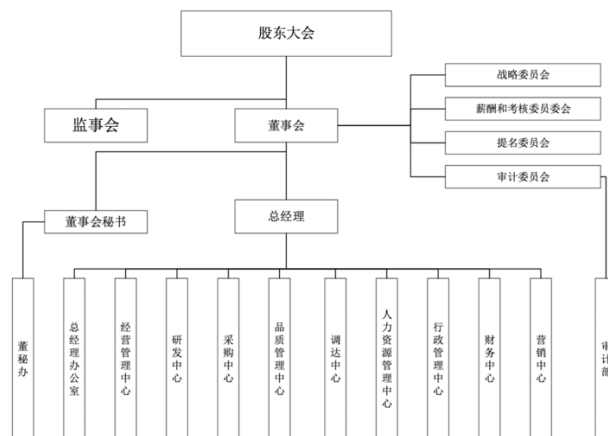 股东大会
战略委员会
薪酬和考核委员委会
监事会
董事会
提名委员会
审计委员会
董事会秘书
总经理
董秘办
总经理办公室
经营管理中心
研发中心
采购中心
品质管理中心
调达中心
人力资源管理中心
行政管理中心
财务中心
营销中心
审计部